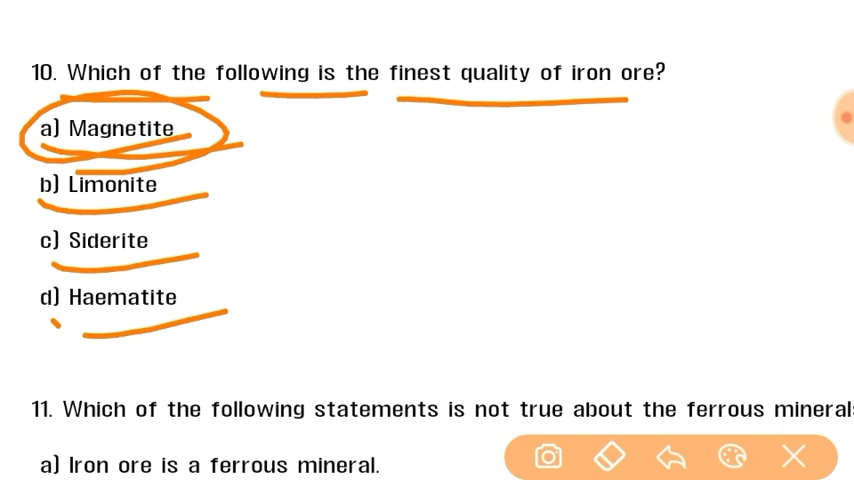 10. Which of the following is the finest quality of iron ore?
a) Magnetite
b) Limonite
c) Siderite
d) Haematite
11. Which of the following statements is not true about the ferrous minerals
a) Iron ore is a ferrous mineral.